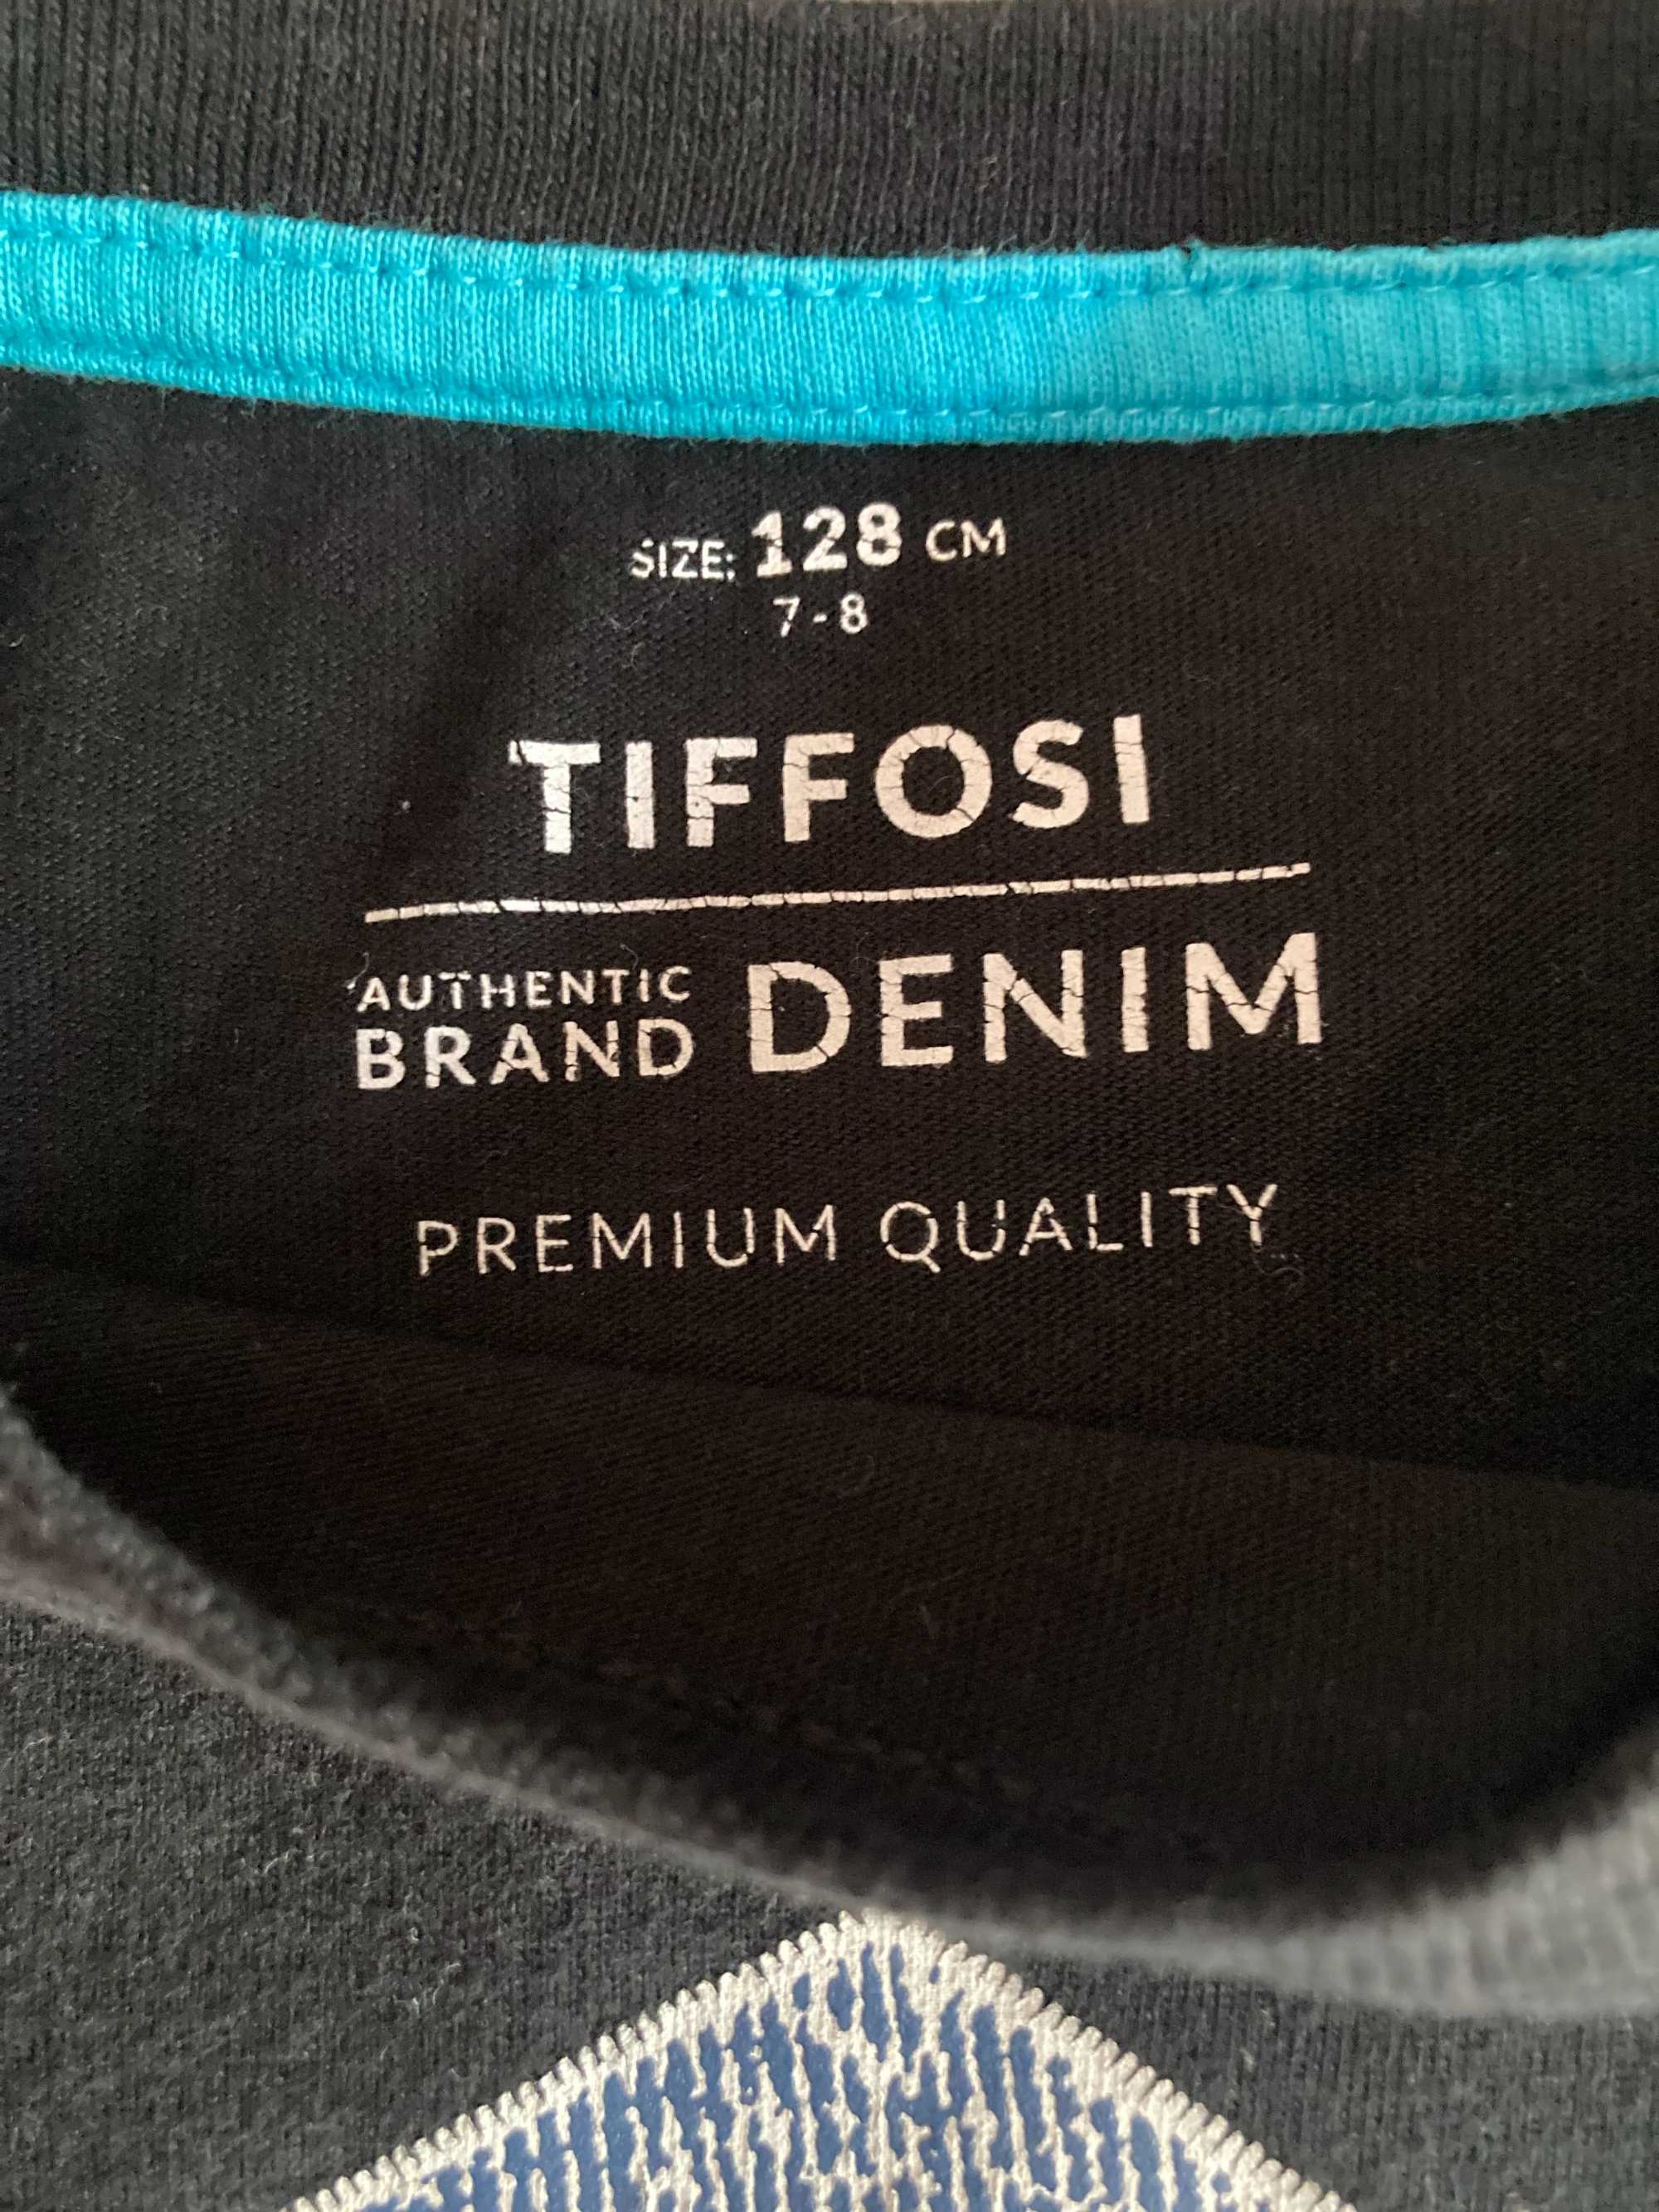 SIZE: 128 CM
7-8
TIFFOSI
AUTHENTIC
BRAND DENIM
PREMIUM QUALITY